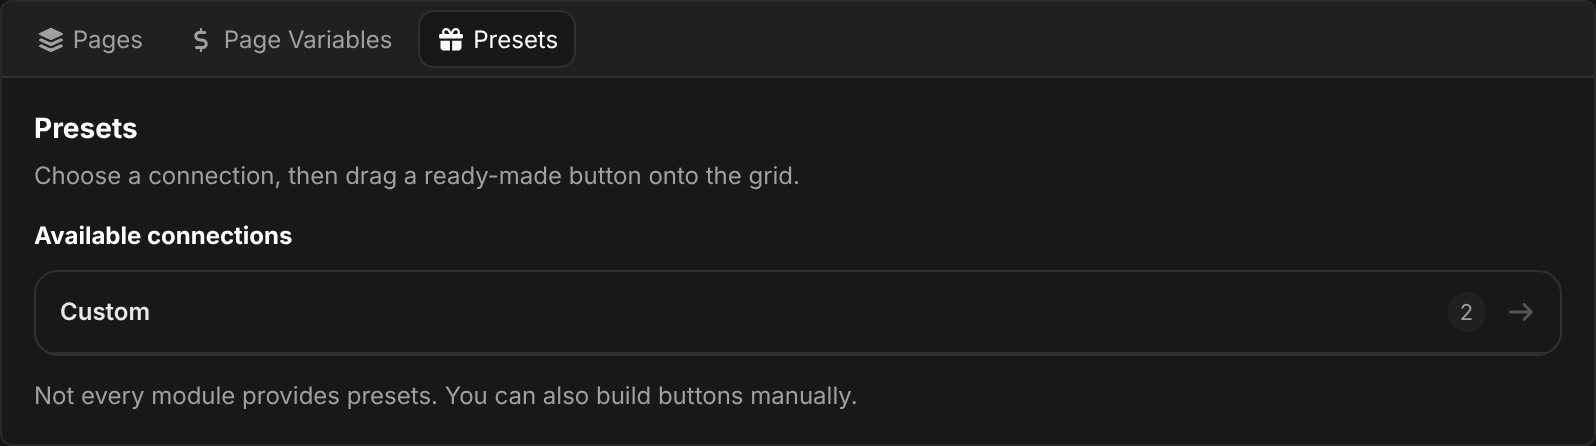 Pages
Page Variables
Presets
Presets
Choose a connection, then drag a ready-made button onto the grid.
Available connections
Custom
2
Not every module provides presets. You can also build buttons manually.